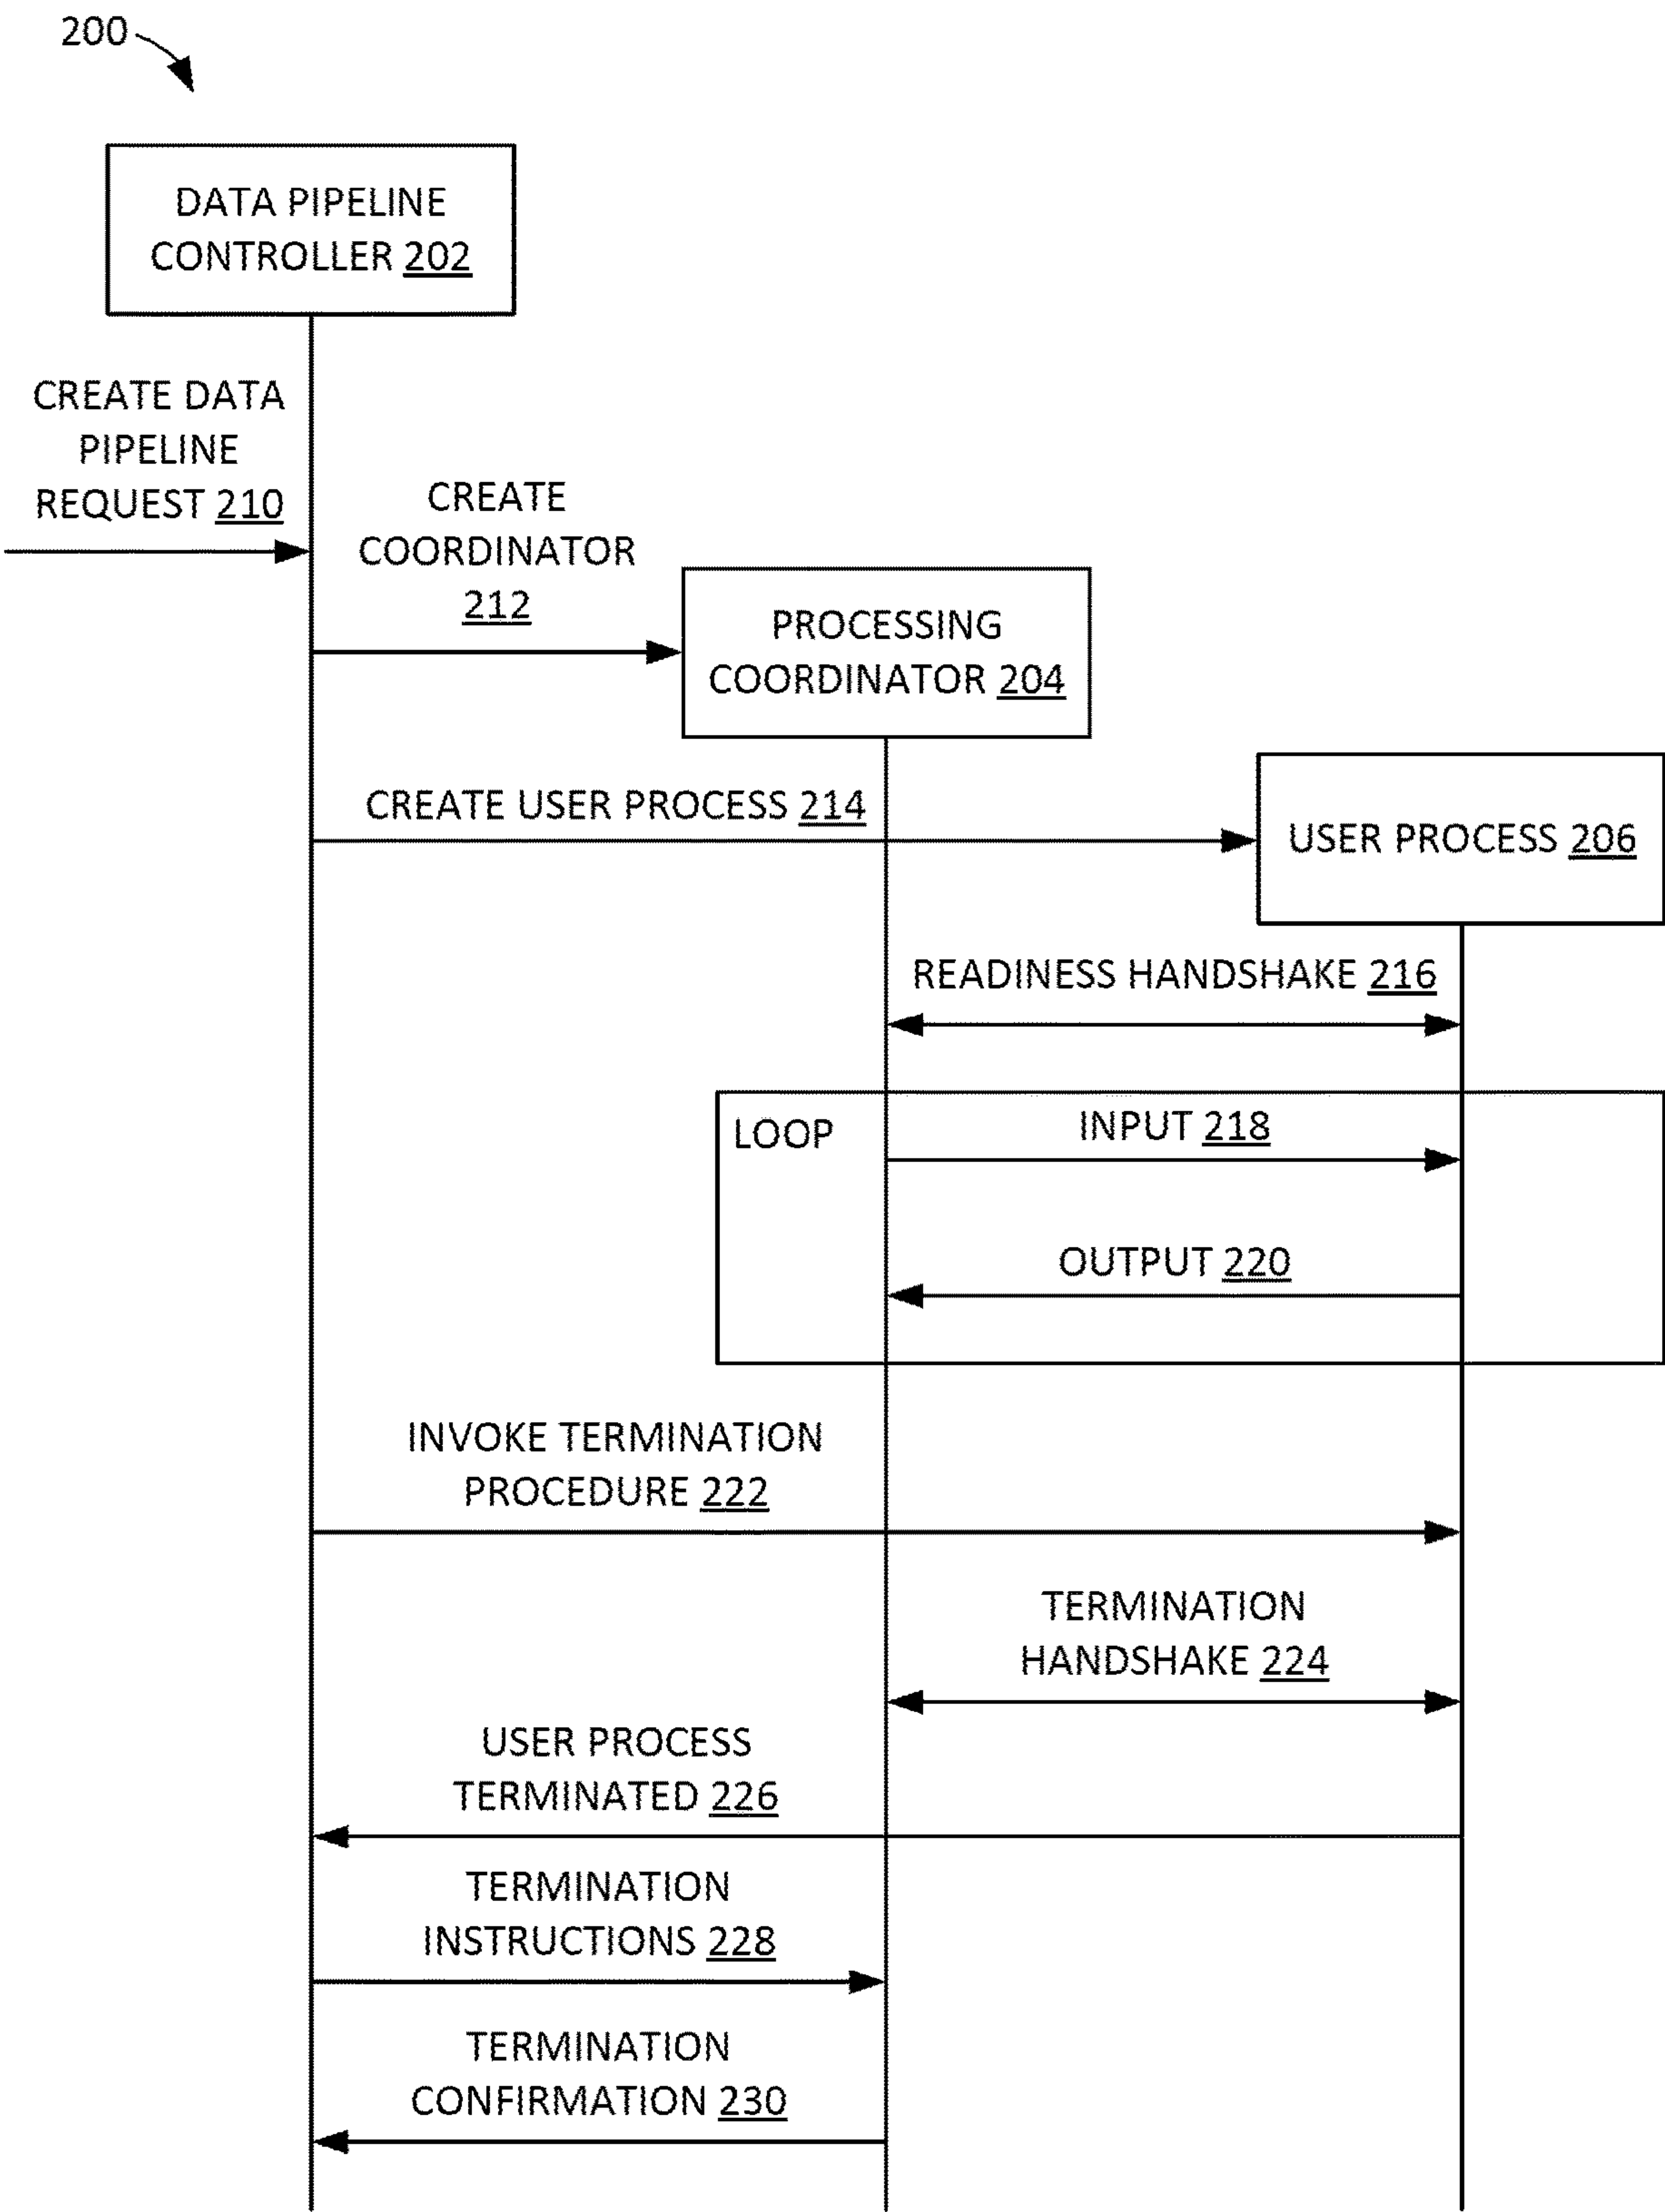 200
DATA PIPELINE
CONTROLLER 202
CREATE DATA
PIPELINE
REQUEST 210
CREATE
COORDINATOR
212
PROCESSING
COORDINATOR 204
CREATE USER PROCESS 214
USER PROCESS 206
READINESS HANDSHAKE 216
LOOP
INPUT 218
OUTPUT 220
INVOKE TERMINATION
PROCEDURE 222
TERMINATION
HANDSHAKE 224
USER PROCESS
TERMINATED 226
TERMINATION
INSTRUCTIONS 228
TERMINATION
CONFIRMATION 230